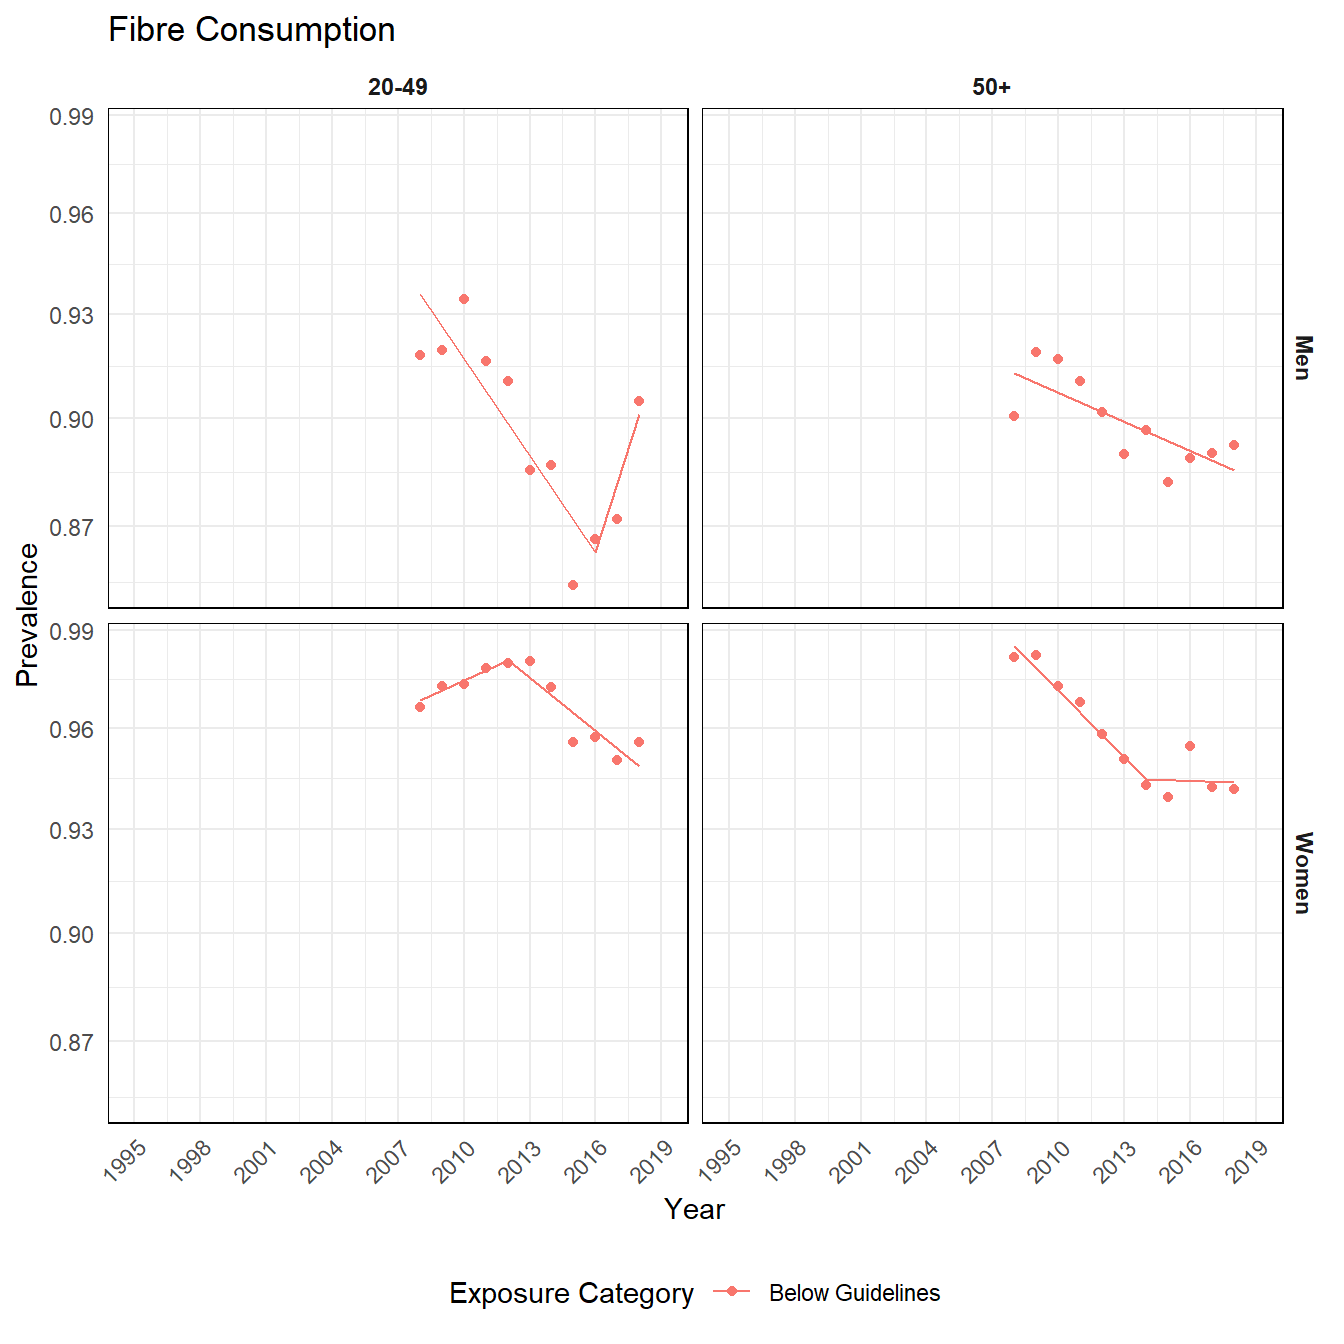 Fibre Consumption
20-49 50+
0.99
0.96
0.93
0.90
0.87
Men
Prevalence
0.99
0.96
0.93
0.90
0.87
Women
1995 1998 2001 2004 2007 2010 2013 2016 2019 1995 1998 2001 2004 2007 2010 2013 2016 2019
Year
Exposure Category Below Guidelines